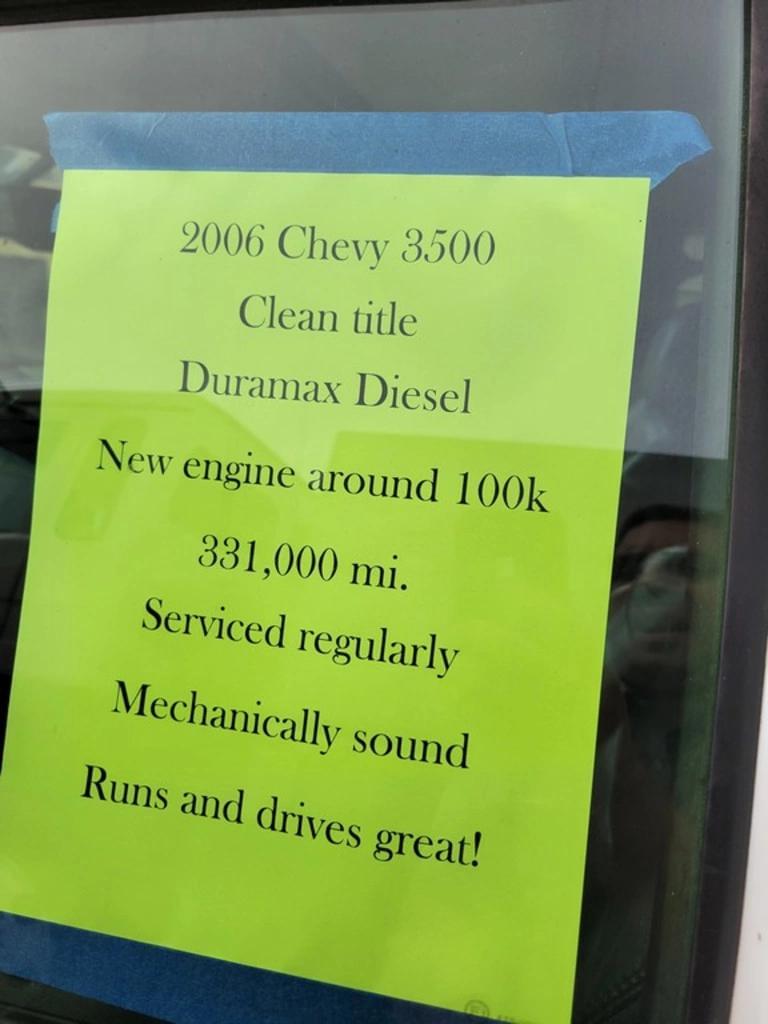 2006 Chevy 3500
Clean title
Duramax Diesel
New engine around 100k
331,000 mi.
Serviced regularly
Mechanically sound
Runs and drives great!